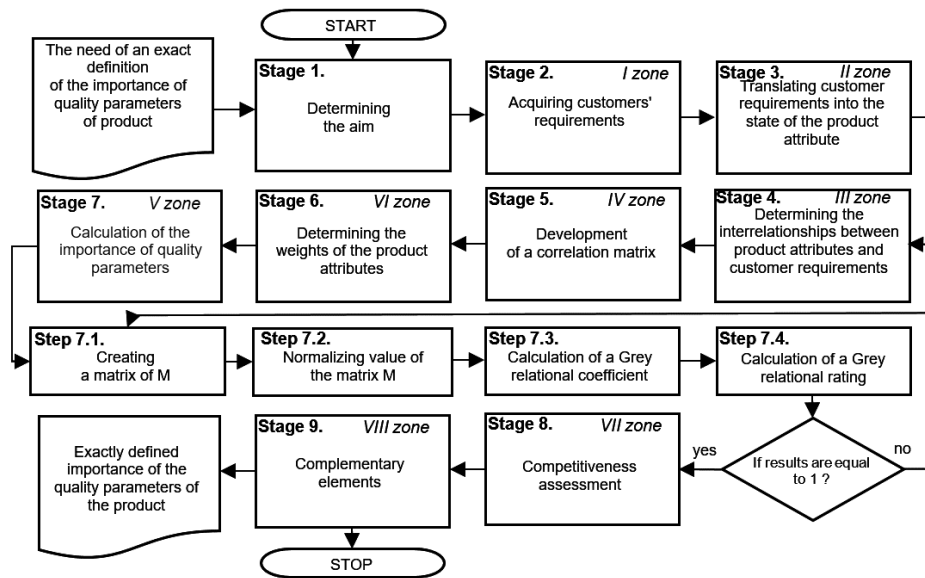 START
The need of an exact
definition
of the importance of
quality parameters
of product
Stage 1.
Determining
the aim
Stage 2. I zone
Acquiring customers'
requirements
Stage 3. II zone
Translating customer
requirements into the
state of the product
attribute
Stage 7. V zone
Calculation of the
importance of quality
parameters
Stage 6. VI zone
Determining the
weights of the product
attributes
Stage 5. IV zone
Development
of a correlation matrix
Stage 4. III zone
Determining the
interrelationships between
product attributes and
customer requirements
Step 7.1.
Creating
a matrix of M
Step 7.2.
Normalizing value of
the matrix M
Step 7.3.
Calculation of a Grey
relational coefficient
Step 7.4.
Calculation of a Grey
relational rating
Exactly defined
importance of the
quality parameters of
the product
Stage 9. VIII zone
Complementary
elements
Stage 8. VII zone
Competitiveness
assessment
yes
If results are equal
to 1 ?
no
STOP